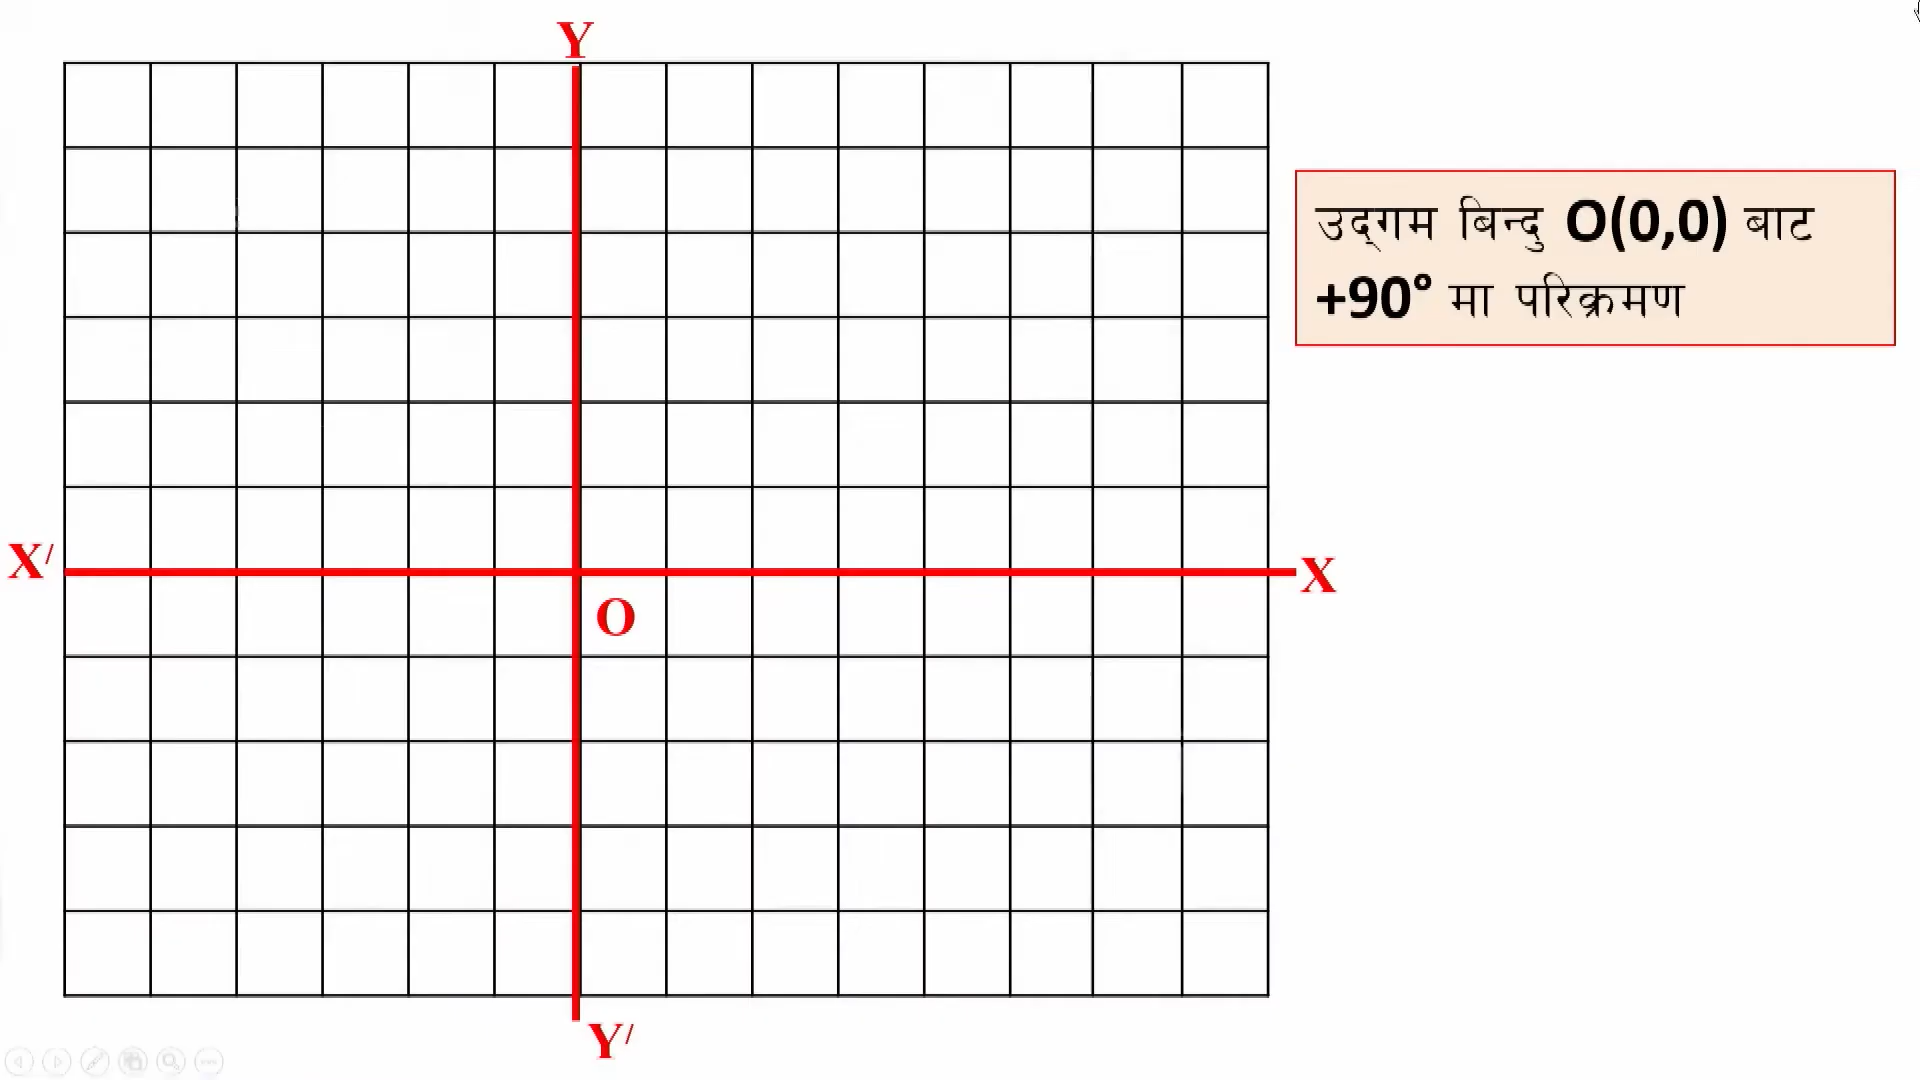 Y
उद्‌गम बिन्दु O(0,0) बाट
+90° मा परिक्रमण
X/
X
O
Y/